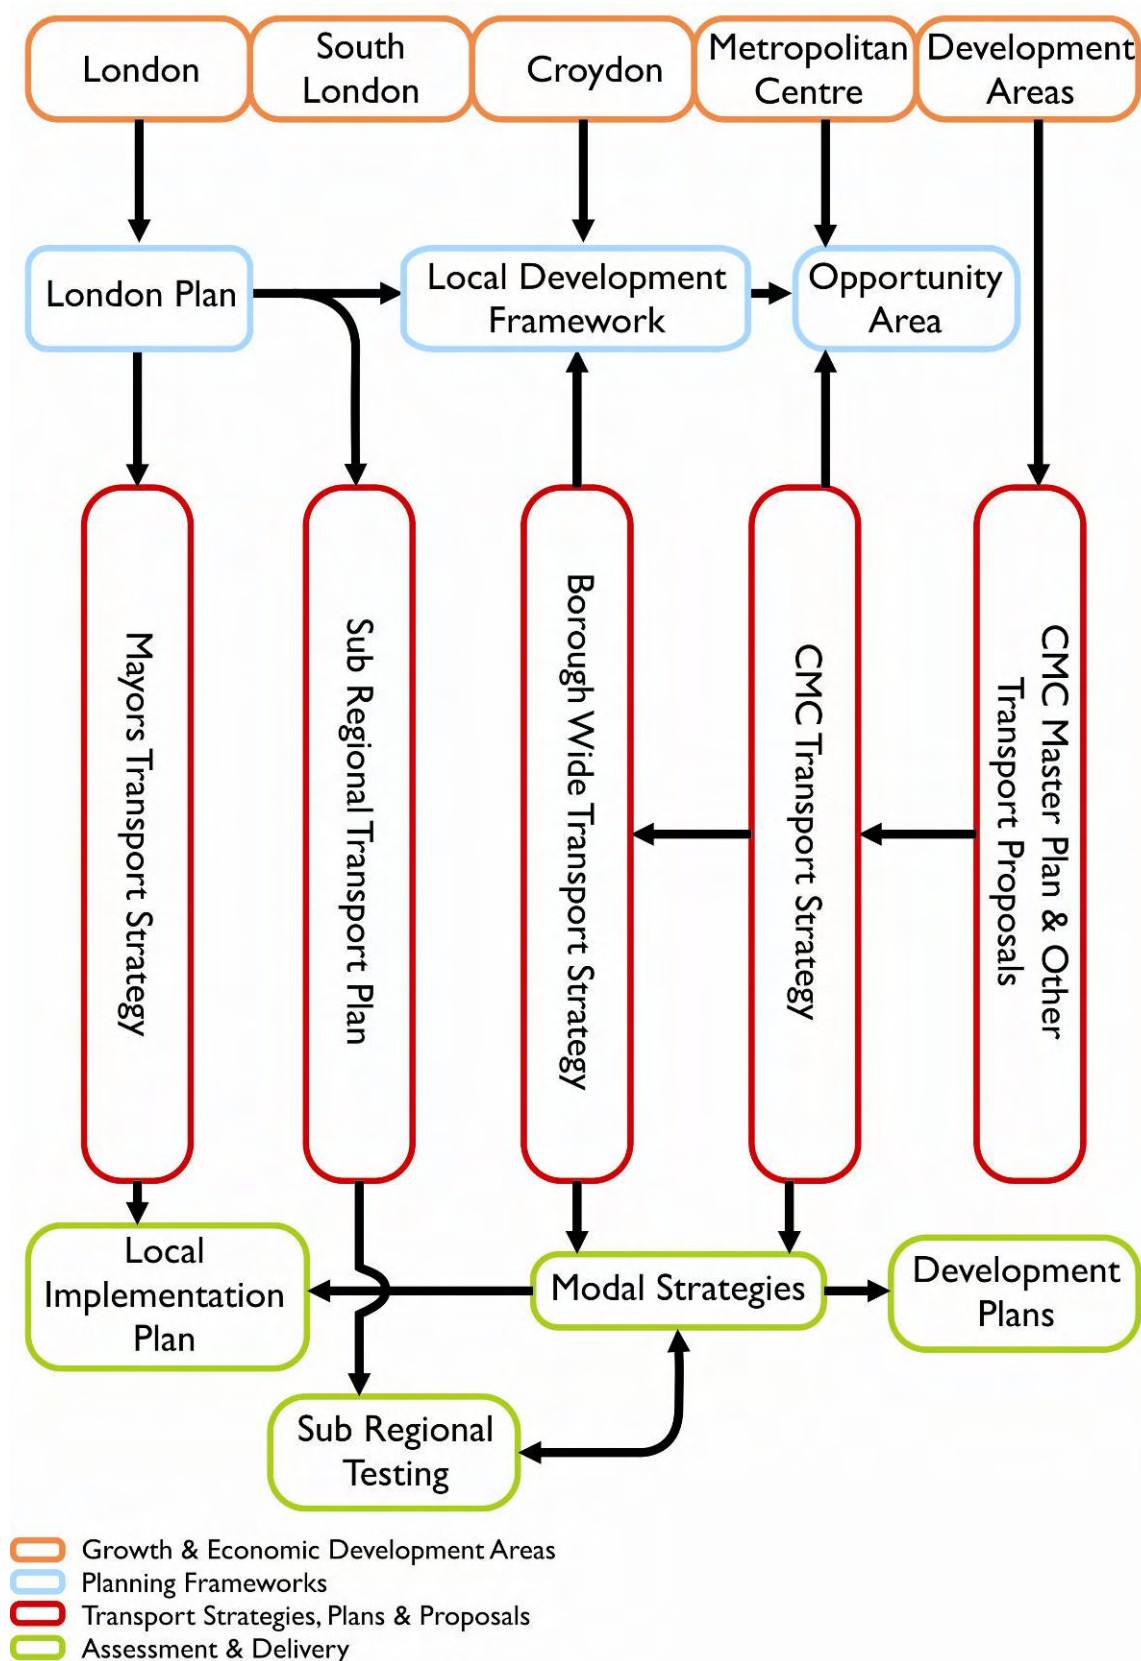 London
South
London
Croydon
Metropolitan
Centre
Development
Areas
London Plan
Local Development
Framework
Opportunity
Area
Mayors Transport Strategy
Sub Regional Transport Plan
Borough Wide Transport Strategy
CMC Transport Strategy
CMC Master Plan & Other
Transport Proposals
Local
Implementation
Plan
Modal Strategies
Development
Plans
Sub Regional
Testing
Growth & Economic Development Areas
Planning Frameworks
Transport Strategies, Plans & Proposals
Assessment & Delivery